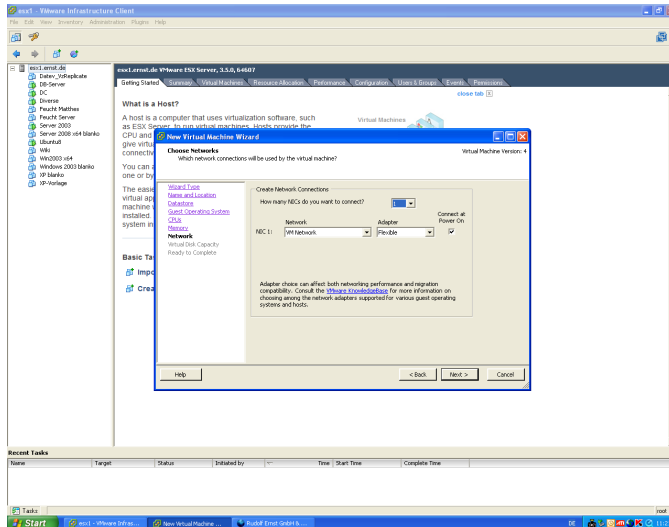 esx1 - VMware Infrastructure Client
File Edit View Inventory Administration Plugins Help
esx1.ernst.de
Datev_VzReplicate
DB-Server
DC
Diverse
Feucht Matthex
Feucht Server
Server 2003
Server 2008 x64 blanko
Ubuntu8
Wiki
Win2003 x64
Windows 2003 blanko
XP blanko
XP-Vorlage
esx1.ernst.de VMware ESX Server, 3.5.0, 64607
Getting Started Summary Virtual Machines Resource Allocation Performance Configuration Users & Groups Events Permissions
close tab
What is a Host?
A host is a computer that uses virtualization software, such
as ESX Server, to run virtual machines. Hosts provide the
CPU and
give virtu
connectiv
You can a
one or by
The easie
virtual app
machine
installed
system in
Virtual Machines
Basic Ta
Impo
Crea
New Virtual Machine Wizard
Choose Networks
Which network connections will be used by the virtual machine?
Virtual Machine Version: 4
Wizard Type
Name and Location
Datastore
Guest Operating System
CPUs
Memory
Network
Virtual Disk Capacity
Ready to Complete
Create Network Connections
How many NICs do you want to connect? 1
Network Adapter Connect at Power On
NIC 1: VM Network Flexible
Adapter choice can affect both networking performance and migration
compatibility. Consult the VMware KnowledgeBase for more information on
choosing among the network adapters supported for various guest operating
systems and hosts.
Help < Back Next > Cancel
Recent Tasks
Name Target Status Initiated by Time Start Time Complete Time
Tasks root
Start esx1 - VMware Infras... New Virtual Machine ... Rudolf Ernst GmbH & ... DE